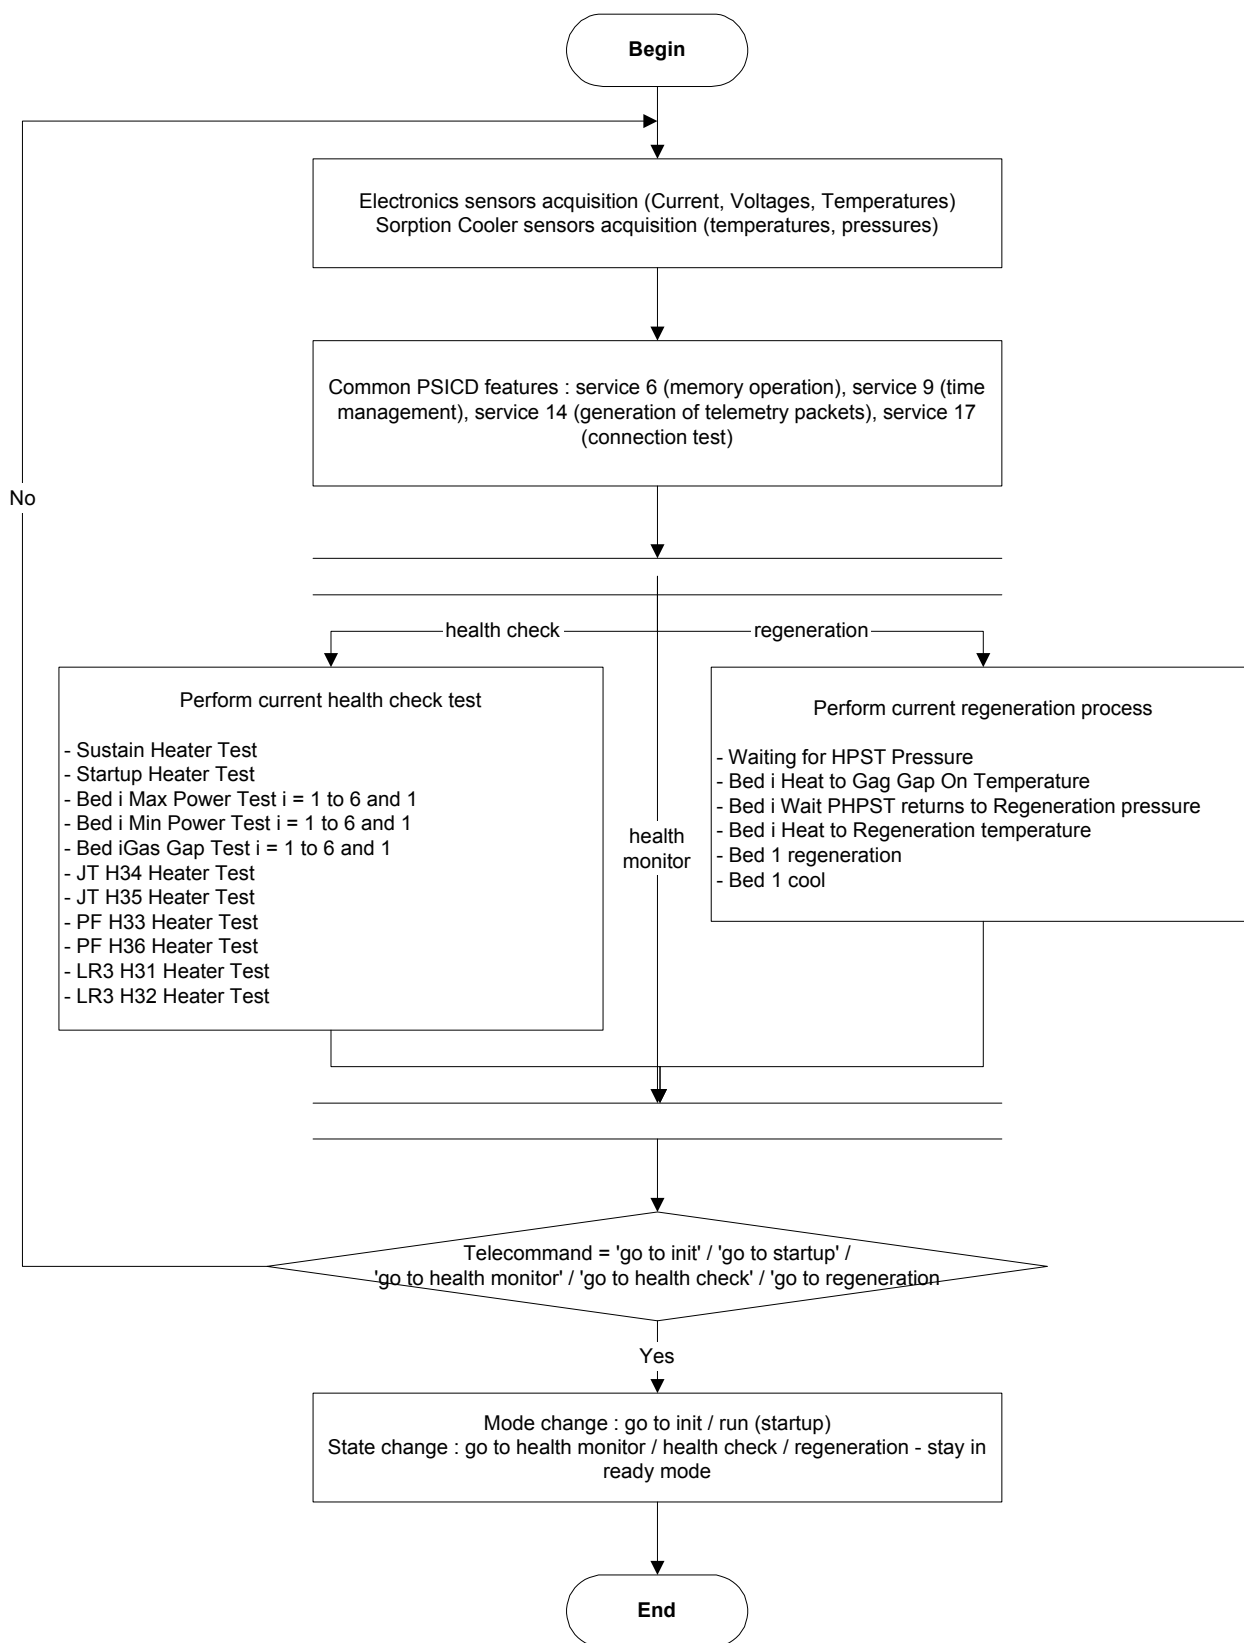 Begin
Electronics sensors acquisition (Current, Voltages, Temperatures)
Sorption Cooler sensors acquisition (temperatures, pressures)
Common PSICD features : service 6 (memory operation), service 9 (time
management), service 14 (generation of telemetry packets), service 17
(connection test)
No
health check
regeneration
Perform current health check test
- Sustain Heater Test
- Startup Heater Test
- Bed i Max Power Test i = 1 to 6 and 1
- Bed i Min Power Test i = 1 to 6 and 1
- Bed iGas Gap Test i = 1 to 6 and 1
- JT H34 Heater Test
- JT H35 Heater Test
- PF H33 Heater Test
- PF H36 Heater Test
- LR3 H31 Heater Test
- LR3 H32 Heater Test
health
monitor
Perform current regeneration process
- Waiting for HPST Pressure
- Bed i Heat to Gag Gap On Temperature
- Bed i Wait PHPST returns to Regeneration pressure
- Bed i Heat to Regeneration temperature
- Bed 1 regeneration
- Bed 1 cool
Telecommand = 'go to init' / 'go to startup' /
'go to health monitor' / 'go to health check' / 'go to regeneration
Yes
Mode change : go to init / run (startup)
State change : go to health monitor / health check / regeneration - stay in
ready mode
End